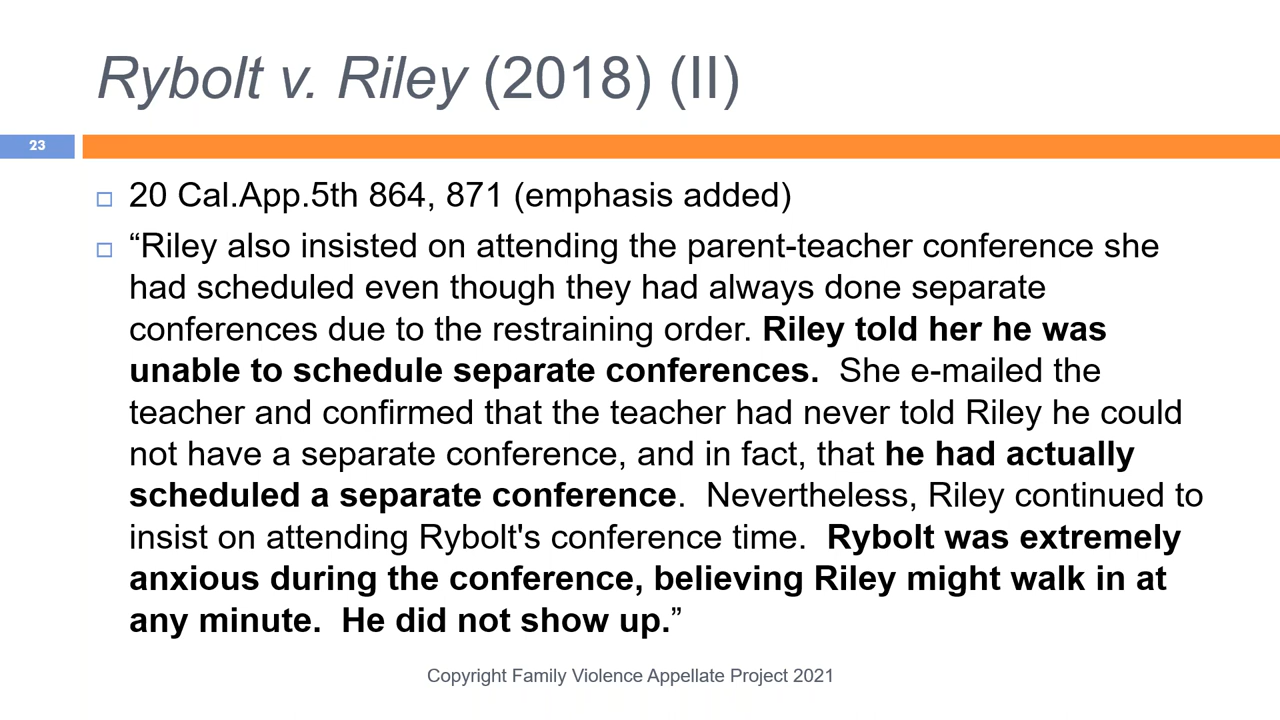 Rybolt v. Riley (2018) (II)
23
20 Cal.App.5th 864, 871 (emphasis added)
“Riley also insisted on attending the parent-teacher conference she
had scheduled even though they had always done separate
conferences due to the restraining order. Riley told her he was
unable to schedule separate conferences.  She e-mailed the
teacher and confirmed that the teacher had never told Riley he could
not have a separate conference, and in fact, that he had actually
scheduled a separate conference.  Nevertheless, Riley continued to
insist on attending Rybolt's conference time.  Rybolt was extremely
anxious during the conference, believing Riley might walk in at
any minute.  He did not show up.”
Copyright Family Violence Appellate Project 2021